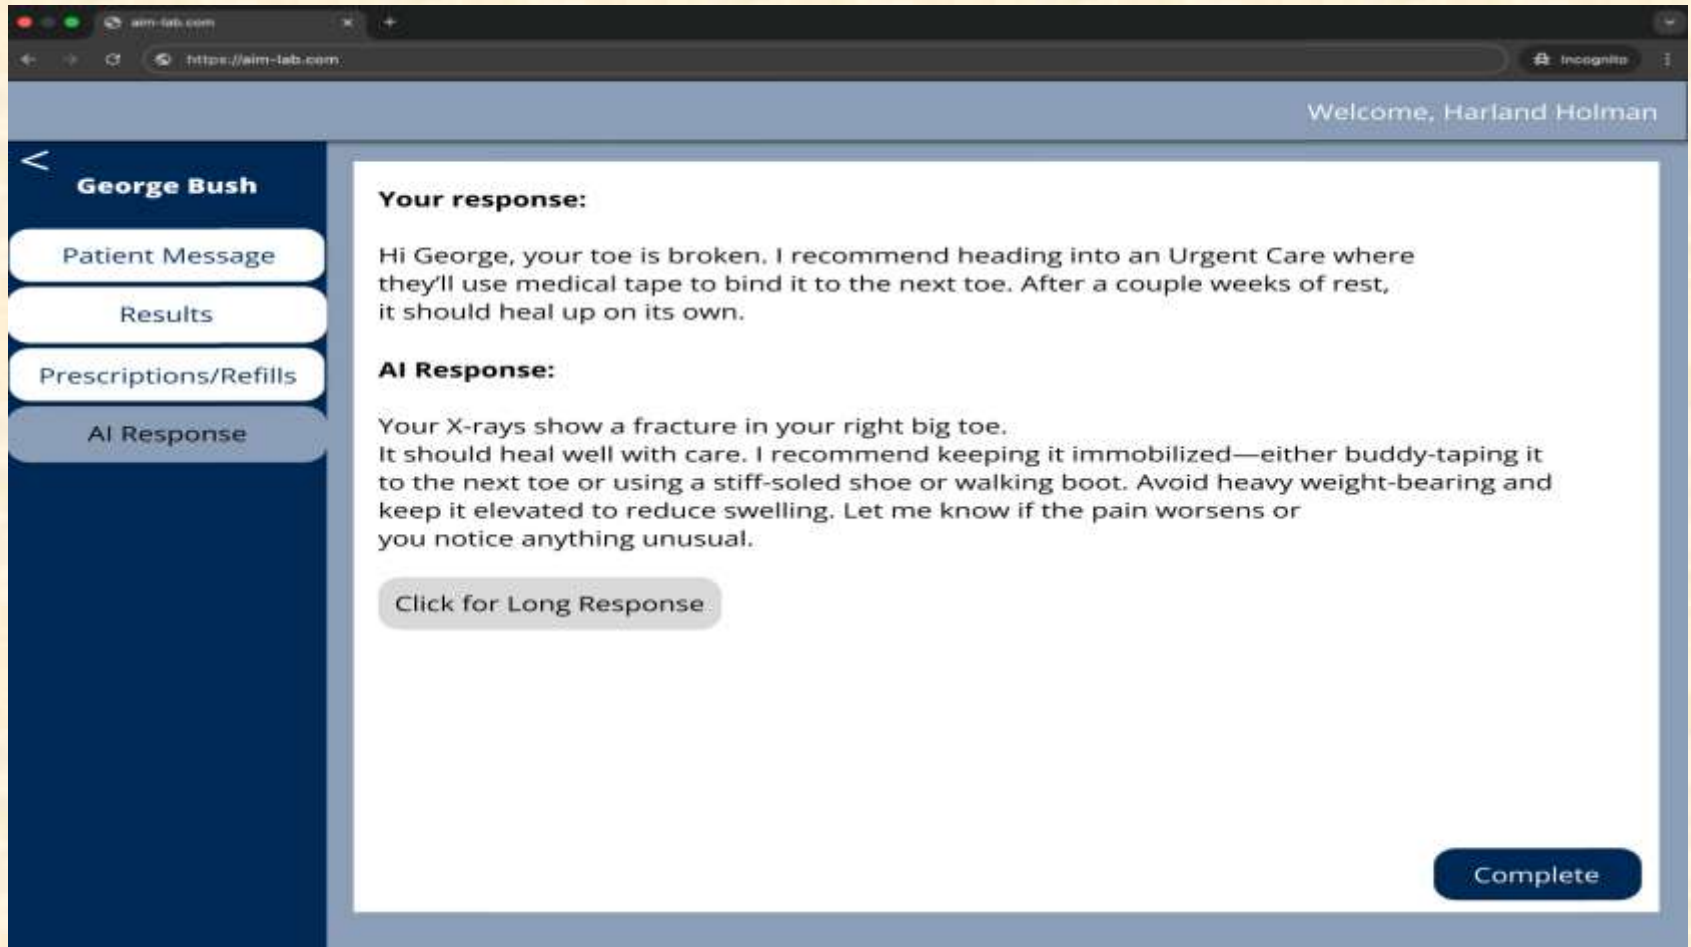 aim-lab.com
https://aim-lab.com
Incognito
Welcome, Harland Holman
<
George Bush
Patient Message
Results
Prescriptions/Refills
AI Response
Your response:
Hi George, your toe is broken. I recommend heading into an Urgent Care where
they’ll use medical tape to bind it to the next toe. After a couple weeks of rest,
it should heal up on its own.
AI Response:
Your X-rays show a fracture in your right big toe.
It should heal well with care. I recommend keeping it immobilized—either buddy-taping it
to the next toe or using a stiff-soled shoe or walking boot. Avoid heavy weight-bearing and
keep it elevated to reduce swelling. Let me know if the pain worsens or
you notice anything unusual.
Click for Long Response
Complete